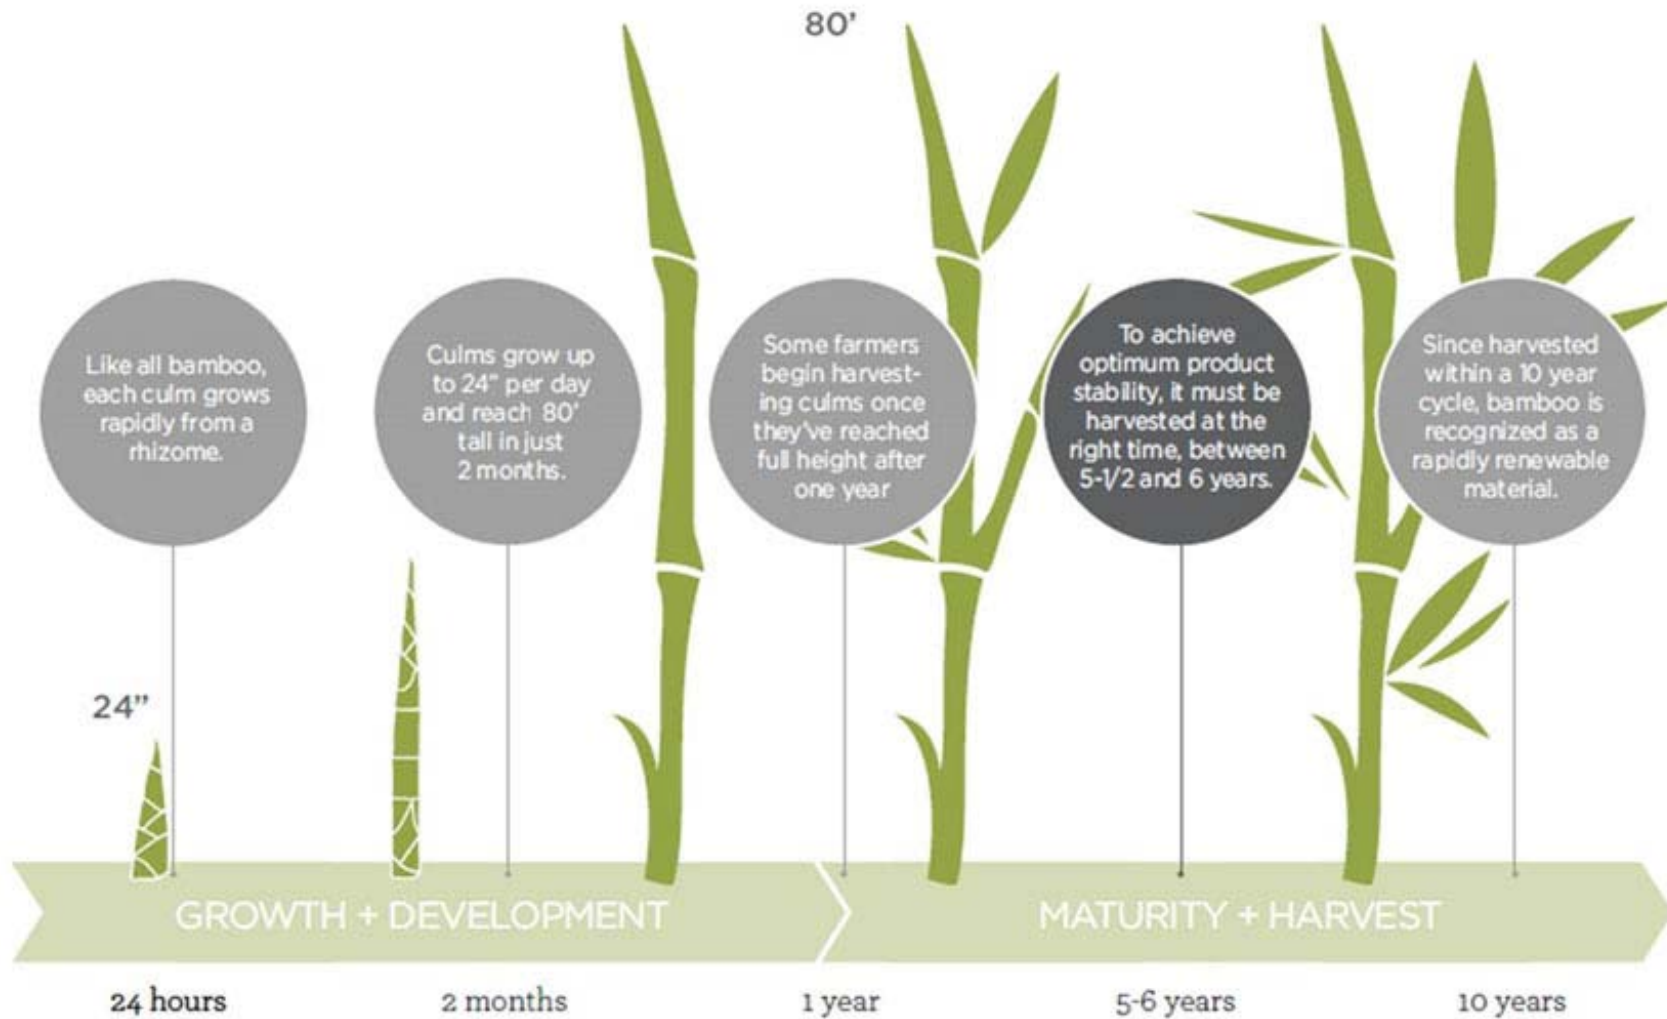 80’
24”
Like all bamboo,
each culm grows
rapidly from a
rhizome.
Culms grow up
to 24” per day
and reach 80’
tall in just
2 months.
Some farmers
begin harvest-
ing culms once
they’ve reached
full height after
one year
To achieve
optimum product
stability, it must be
harvested at the
right time, between
5-1/2 and 6 years.
Since harvested
within a 10 year
cycle, bamboo is
recognized as a
rapidly renewable
material.
GROWTH + DEVELOPMENT
MATURITY + HARVEST
24 hours
2 months
1 year
5-6 years
10 years